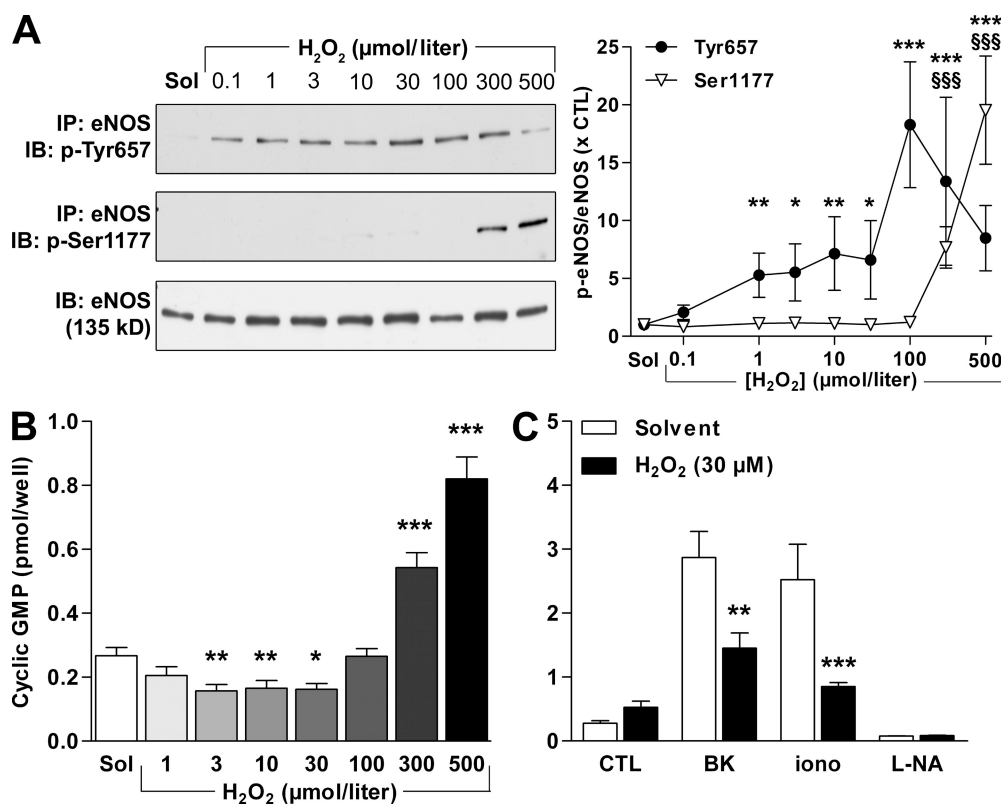 A
H₂O₂ (µmol/liter)
Sol 0.1 1 3 10 30 100 300 500
IP: eNOS
IB: p-Tyr657
IP: eNOS
IB: p-Ser1177
IB: eNOS
(135 kD)
p-eNOS/eNOS (x CTL)
25
20
15
10
5
0
Tyr657
Ser1177
** * ** * *** *** §§§ *** §§§
Sol 0.1 1 10 100 500
[H₂O₂] (µmol/liter)
B
Cyclic GMP (pmol/well)
1.0
0.8
0.6
0.4
0.2
0.0
** ** * *** ***
Sol 1 3 10 30 100 300 500
H₂O₂ (µmol/liter)
C
5
4
3
2
1
0
Solvent
H₂O₂ (30 µM)
** ***
CTL BK iono L-NA